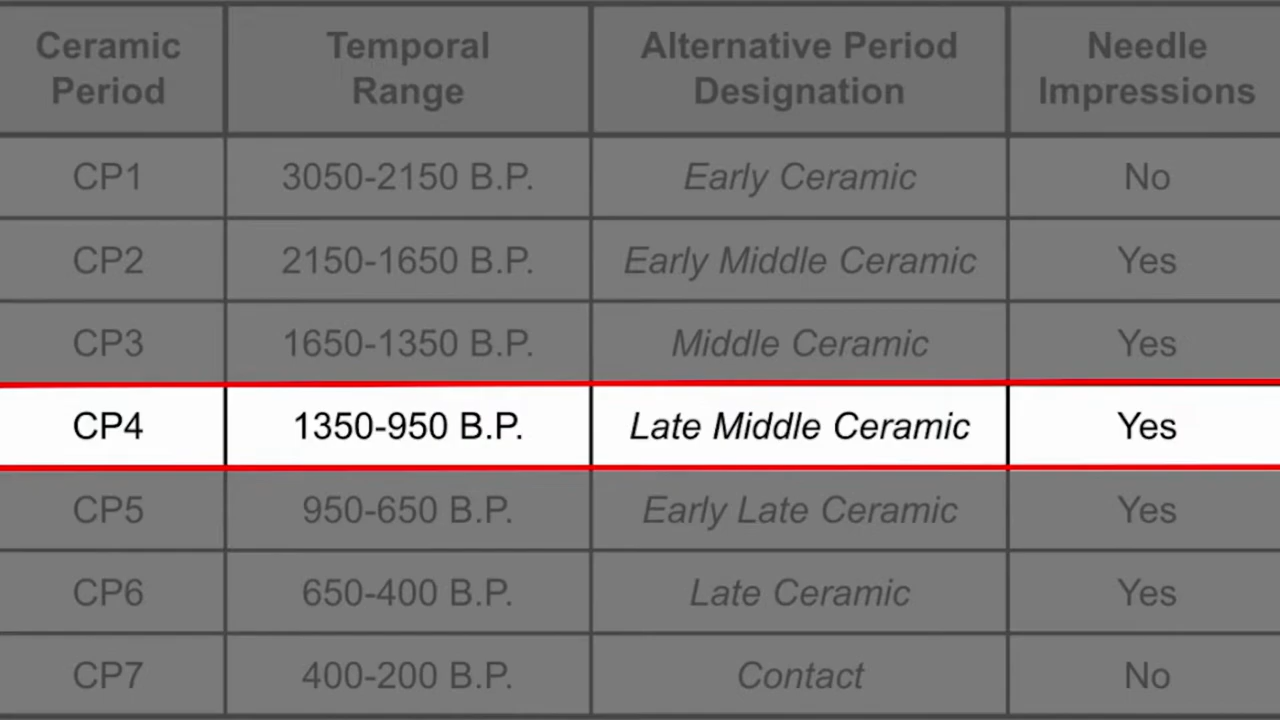 Ceramic Period | Temporal Range | Alternative Period Designation | Needle Impressions
CP1 | 3050-2150 B.P. | Early Ceramic | No
CP2 | 2150-1650 B.P. | Early Middle Ceramic | Yes
CP3 | 1650-1350 B.P. | Middle Ceramic | Yes
CP4 | 1350-950 B.P. | Late Middle Ceramic | Yes
CP5 | 950-650 B.P. | Early Late Ceramic | Yes
CP6 | 650-400 B.P. | Late Ceramic | Yes
CP7 | 400-200 B.P. | Contact | No